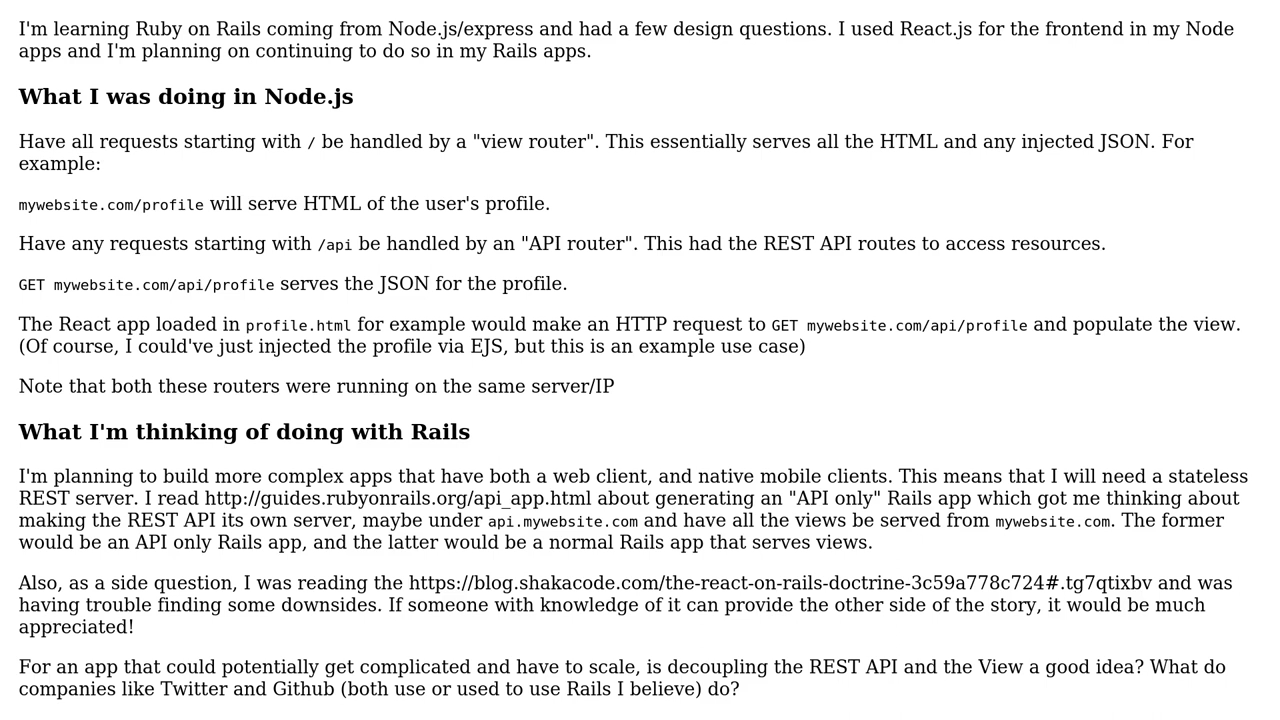 I'm learning Ruby on Rails coming from Node.js/express and had a few design questions. I used React.js for the frontend in my Node
apps and I'm planning on continuing to do so in my Rails apps.
What I was doing in Node.js
Have all requests starting with / be handled by a "view router". This essentially serves all the HTML and any injected JSON. For
example:
mywebsite.com/profile will serve HTML of the user's profile.
Have any requests starting with /api be handled by an "API router". This had the REST API routes to access resources.
GET mywebsite.com/api/profile serves the JSON for the profile.
The React app loaded in profile.html for example would make an HTTP request to GET mywebsite.com/api/profile and populate the view.
(Of course, I could've just injected the profile via EJS, but this is an example use case)
Note that both these routers were running on the same server/IP
What I'm thinking of doing with Rails
I'm planning to build more complex apps that have both a web client, and native mobile clients. This means that I will need a stateless
REST server. I read http://guides.rubyonrails.org/api_app.html about generating an "API only" Rails app which got me thinking about
making the REST API its own server, maybe under api.mywebsite.com and have all the views be served from mywebsite.com. The former
would be an API only Rails app, and the latter would be a normal Rails app that serves views.
Also, as a side question, I was reading the https://blog.shakacode.com/the-react-on-rails-doctrine-3c59a778c724#.tg7qtixbv and was
having trouble finding some downsides. If someone with knowledge of it can provide the other side of the story, it would be much
appreciated!
For an app that could potentially get complicated and have to scale, is decoupling the REST API and the View a good idea? What do
companies like Twitter and Github (both use or used to use Rails I believe) do?